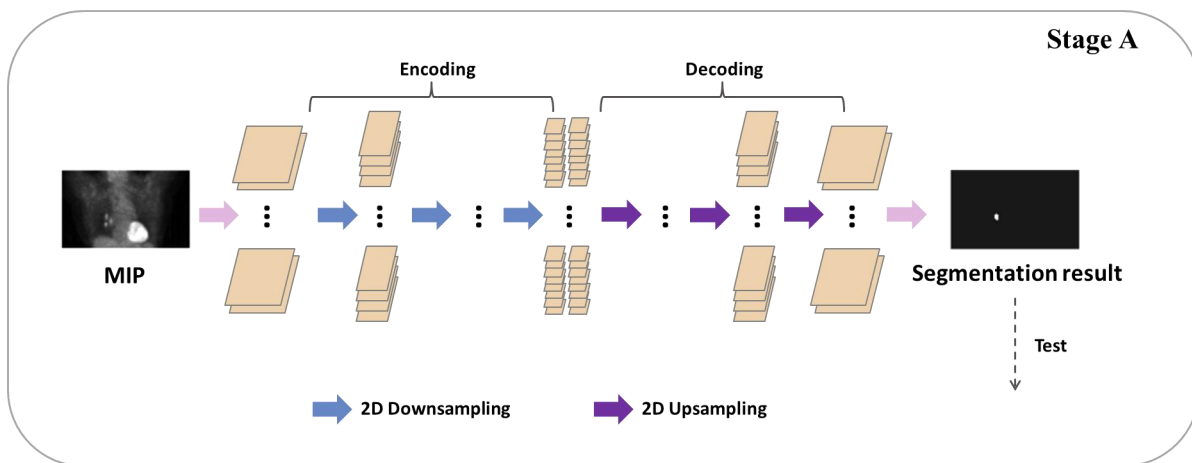 Stage A
Encoding
Decoding
MIP
Segmentation result
Test
2D Downsampling
2D Upsampling